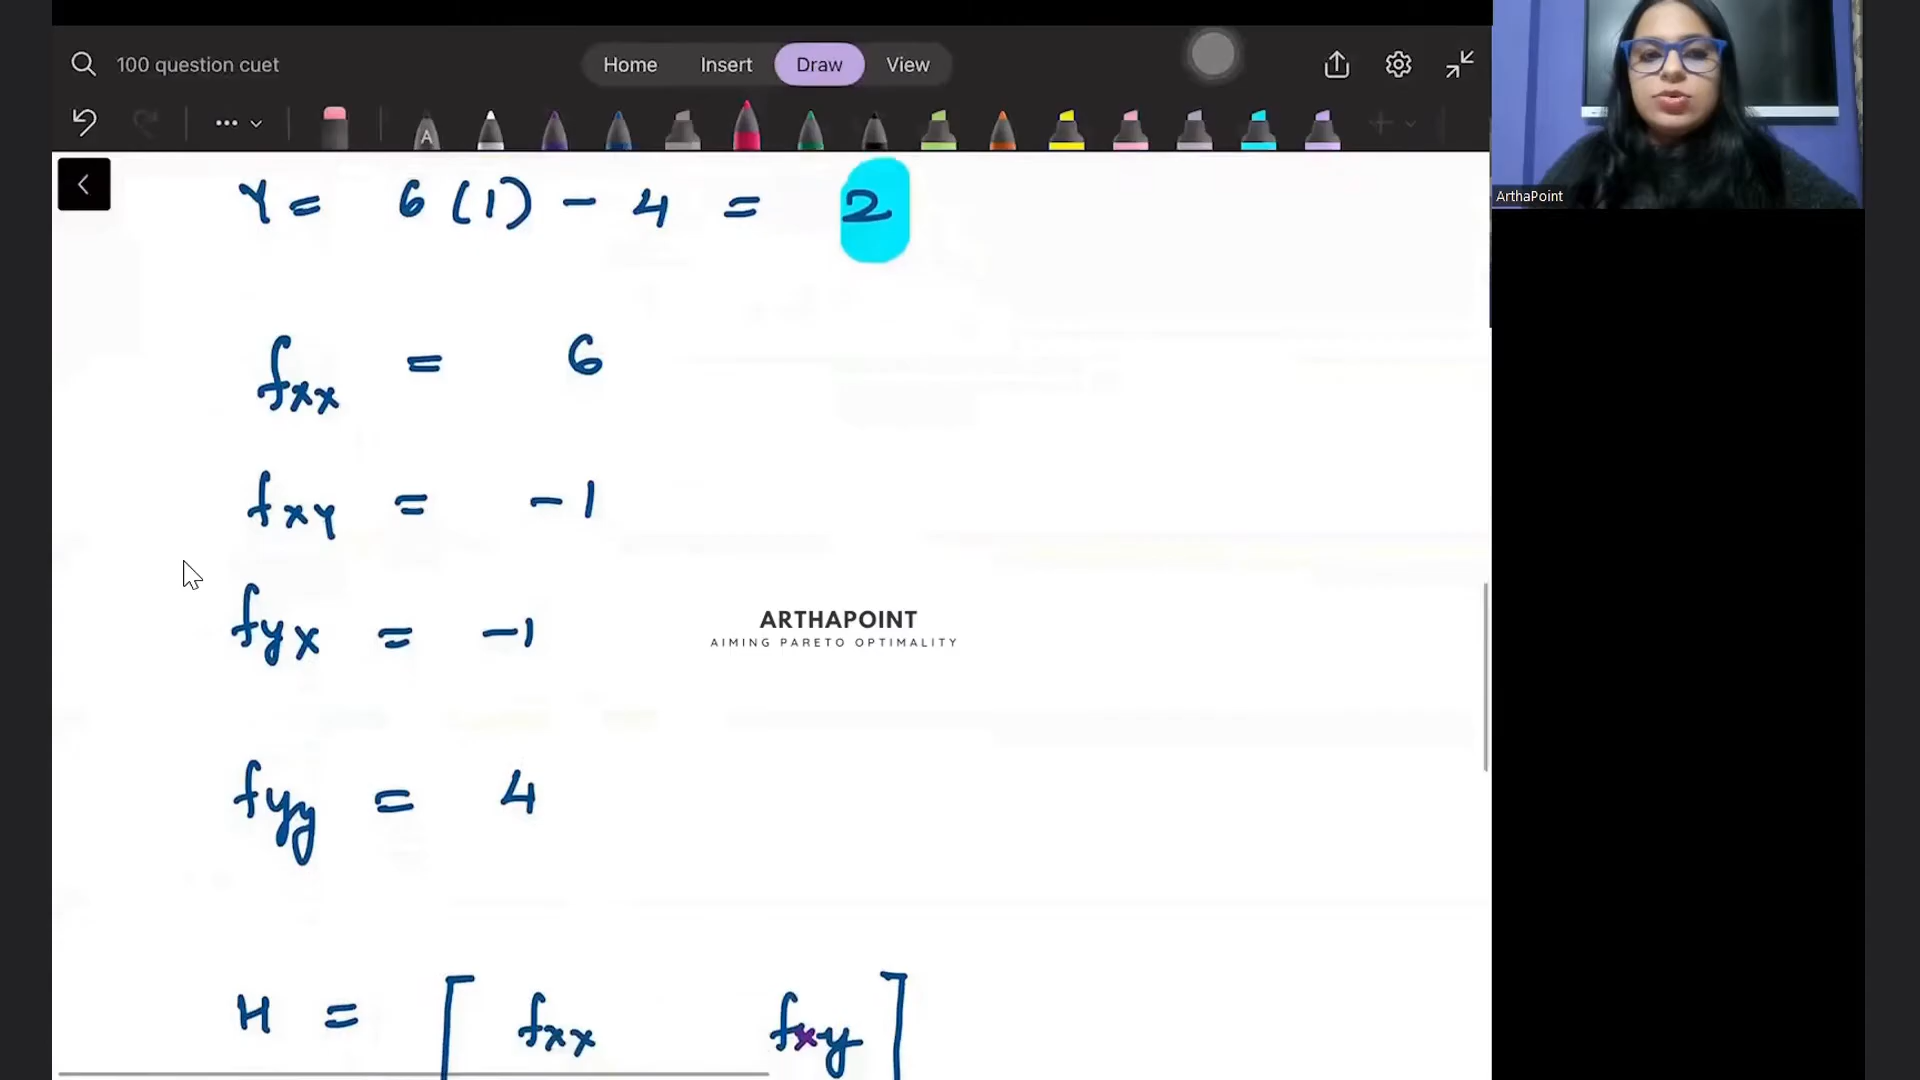 100 question cuet
Home Insert Draw View
A
Y = 6 (1) - 4 = 2
ArthaPoint
fxx = 6
fxy = -1
fyx = -1
ARTHAPOINT
AIMING PARETO OPTIMALITY
fyy = 4
H = [ fxx fxy ]